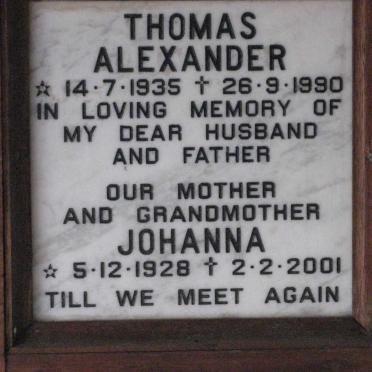 THOMAS
ALEXANDER
☆ 14·7·1935 ✝ 26·9·1990
IN LOVING MEMORY OF
MY DEAR HUSBAND
AND FATHER
OUR MOTHER
AND GRANDMOTHER
JOHANNA
☆ 5·12·1928 ✝ 2·2·2001
TILL WE MEET AGAIN